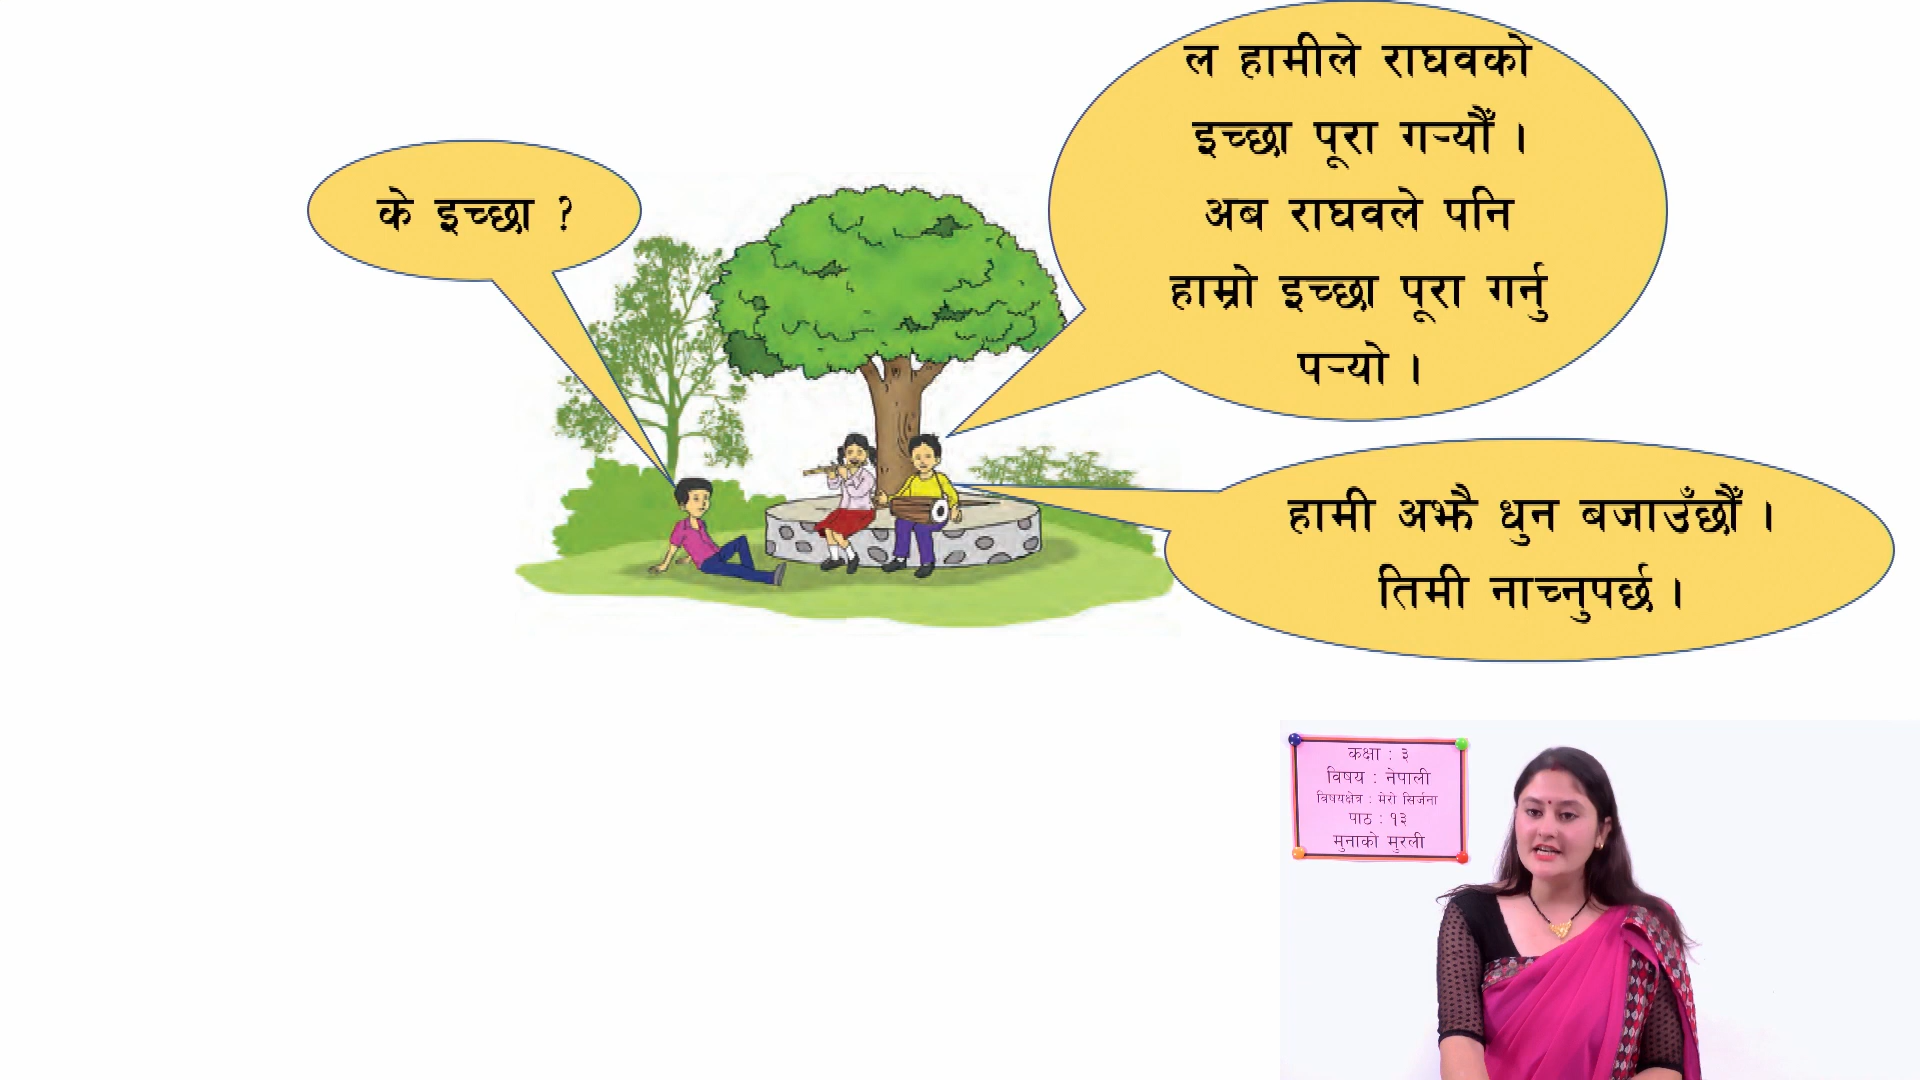 ल हामीले राघवको
इच्छा पूरा गर्‍यौँ ।
अब राघवले पनि
हाम्रो इच्छा पूरा गर्नु
पर्‍यो ।
के इच्छा ?
हामी अझै धुन बजाउँछौँ ।
तिमी नाच्नुपर्छ ।
कक्षा : ३
विषय : नेपाली
विषयक्षेत्र : मेरो सिर्जना
पाठ : १३
मुनाको मुरली